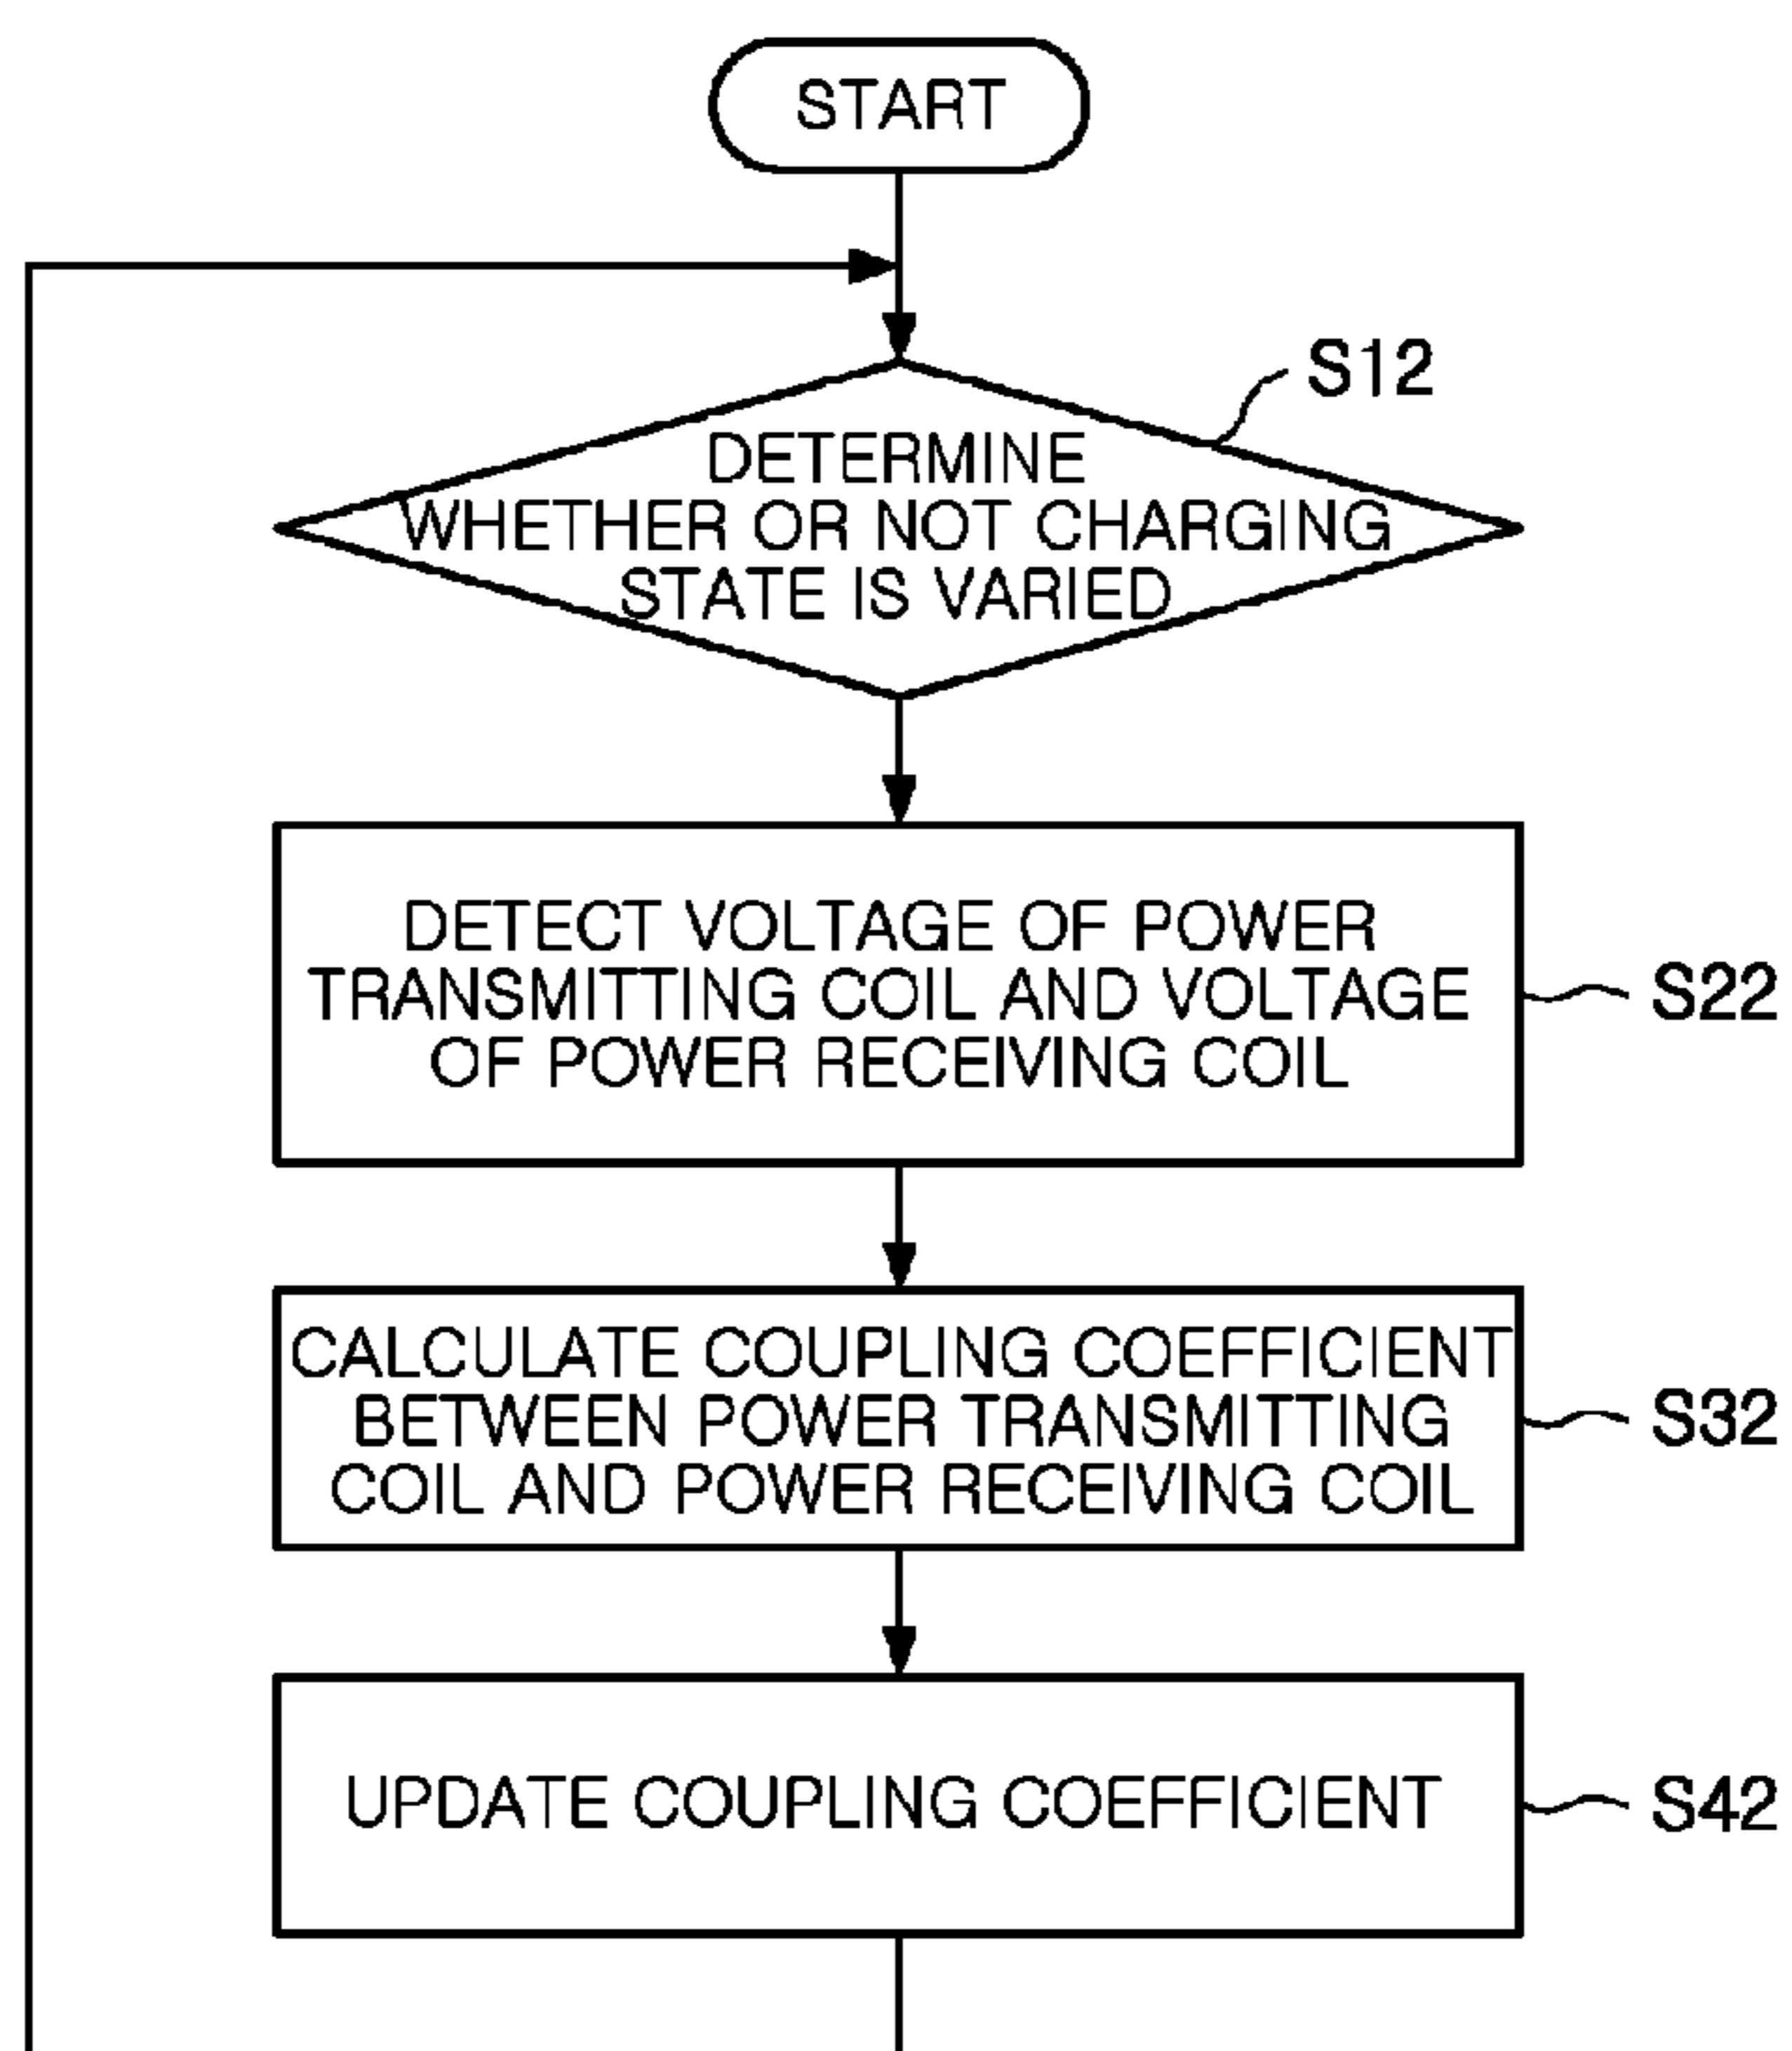 START
S12
DETERMINE
WHETHER OR NOT CHARGING
STATE IS VARIED
DETECT VOLTAGE OF POWER
TRANSMITTING COIL AND VOLTAGE
OF POWER RECEIVING COIL
S22
CALCULATE COUPLING COEFFICIENT
BETWEEN POWER TRANSMITTING
COIL AND POWER RECEIVING COIL
S32
UPDATE COUPLING COEFFICIENT
S42